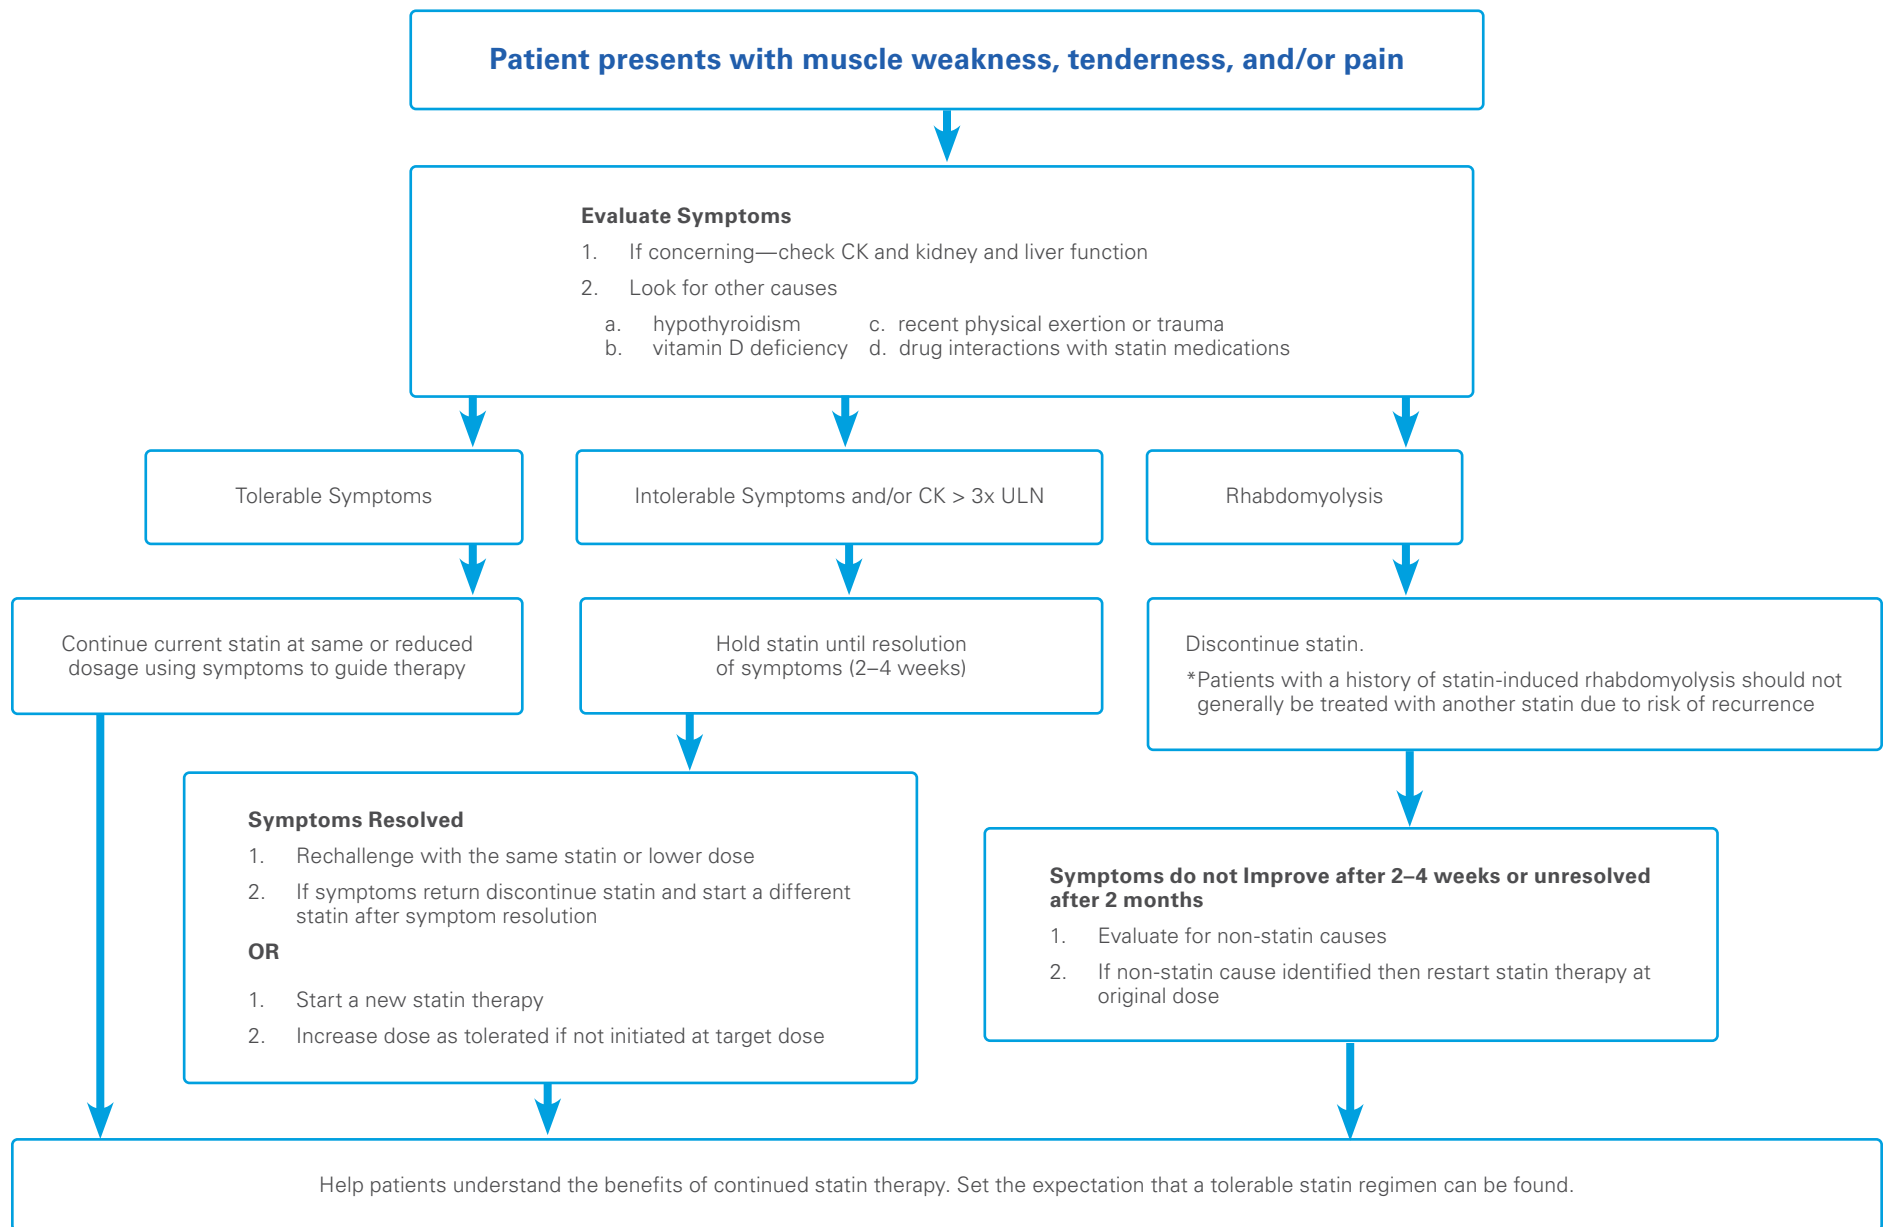 Patient presents with muscle weakness, tenderness, and/or pain
Evaluate Symptoms
1. If concerning—check CK and kidney and liver function
2. Look for other causes
a. hypothyroidism c. recent physical exertion or trauma
b. vitamin D deficiency d. drug interactions with statin medications
Tolerable Symptoms
Intolerable Symptoms and/or CK > 3x ULN
Rhabdomyolysis
Continue current statin at same or reduced
dosage using symptoms to guide therapy
Hold statin until resolution
of symptoms (2–4 weeks)
Discontinue statin.
*Patients with a history of statin-induced rhabdomyolysis should not
generally be treated with another statin due to risk of recurrence
Symptoms Resolved
1. Rechallenge with the same statin or lower dose
2. If symptoms return discontinue statin and start a different
statin after symptom resolution
OR
1. Start a new statin therapy
2. Increase dose as tolerated if not initiated at target dose
Symptoms do not Improve after 2–4 weeks or unresolved
after 2 months
1. Evaluate for non-statin causes
2. If non-statin cause identified then restart statin therapy at
original dose
Help patients understand the benefits of continued statin therapy. Set the expectation that a tolerable statin regimen can be found.